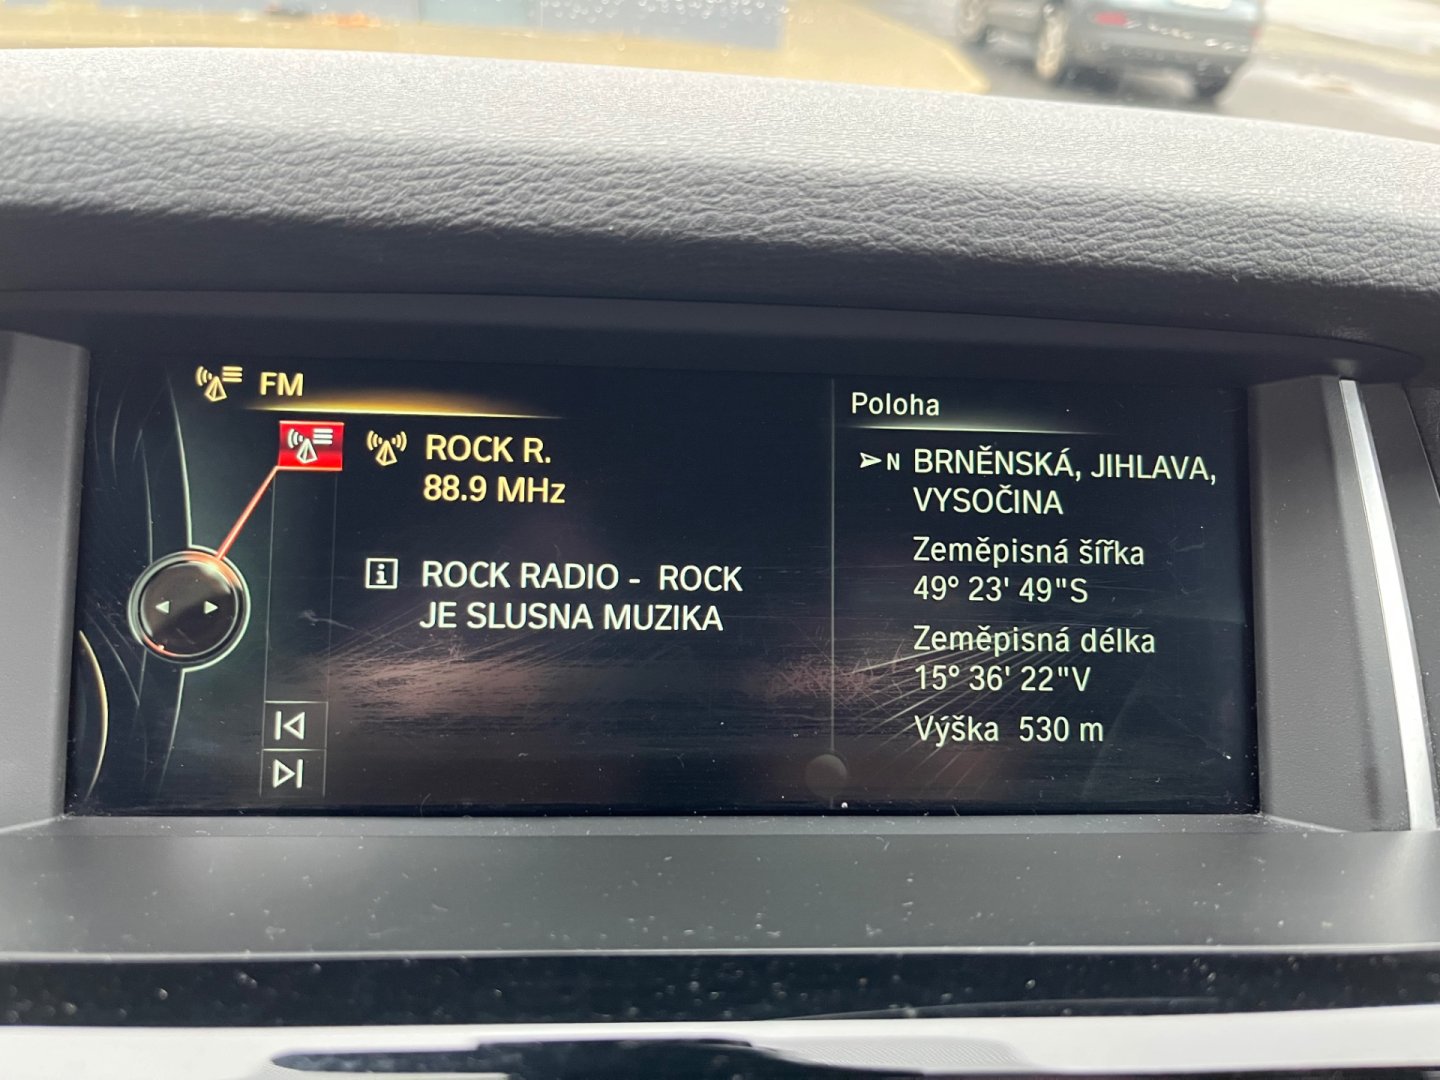 FM
ROCK R.
88.9 MHz
ROCK RADIO - ROCK
JE SLUSNA MUZIKA
Poloha
N BRNĚNSKÁ, JIHLAVA,
VYSOČINA
Zeměpisná šířka
49° 23' 49"S
Zeměpisná délka
15° 36' 22"V
Výška 530 m